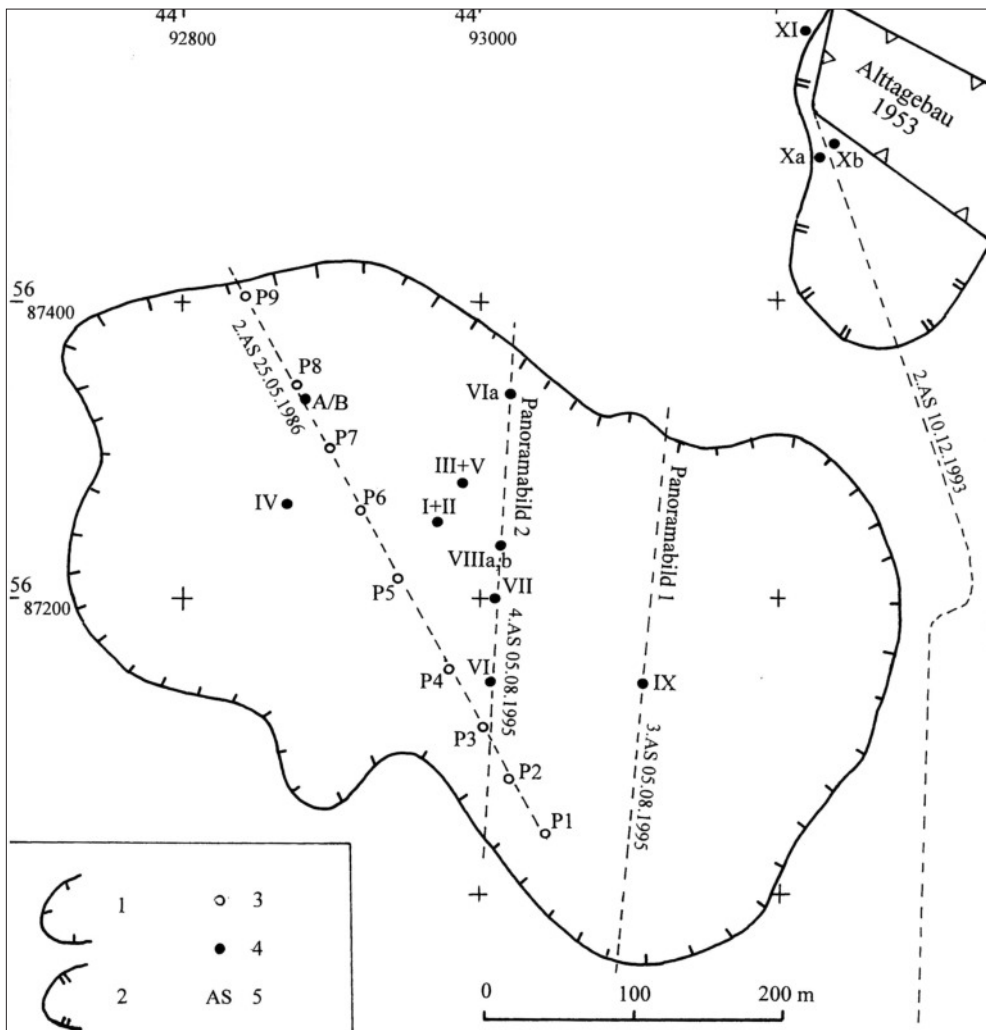 44
92800
44
93000
XI
Alttagebau
1953
Xa
Xb
56
87400
P9
2.AS 25.05.1986
P8
A/B
P7
VIa
Panoramabild 2
2.AS 10.12.1993
III+V
I+II
P6
IV
VIIIa,b
Panoramabild 1
56
87200
P5
VII
4.AS 05.08.1995
P4
VI
IX
P3
3.AS 05.08.1995
P2
P1
1
3
4
2
AS 5
0 100 200 m